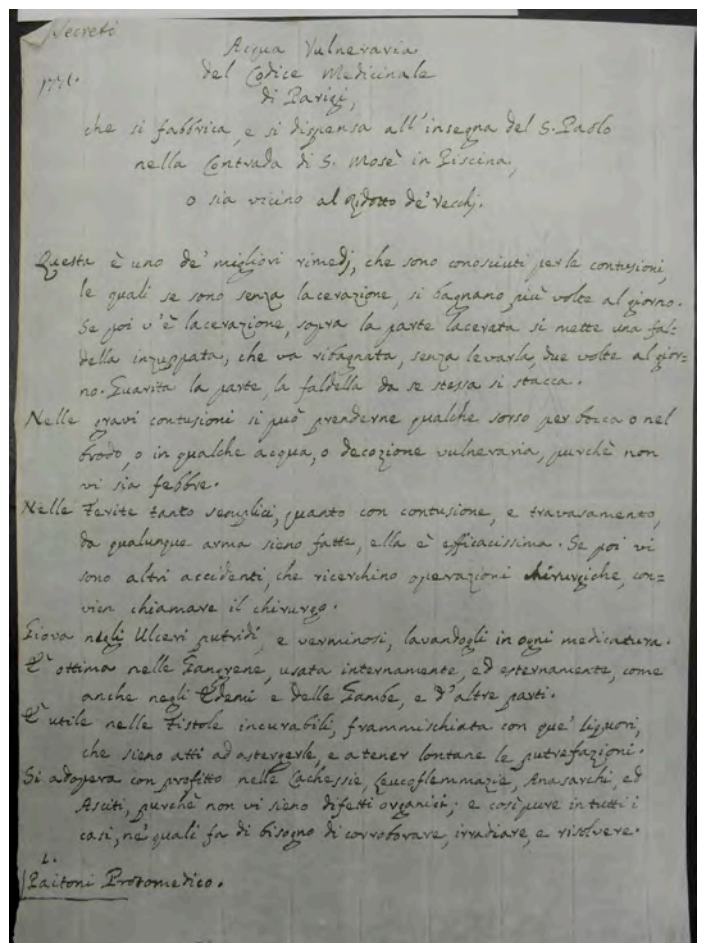 Secreti
1771.
Acqua Vulneraria
del Codice Medicinale
di Parigi,
che si fabbrica, e si dispensa all'insegna del S. Paolo
nella Contrada di S. Mosè in Piscina,
o sia vicino al Ridotto de' vecchj.
Questa è uno de' migliori rimedj, che sono conosciuti per le contusioni,
le quali se sono senza lacerazione, si bagnano più volte al giorno.
Se poi v'è lacerazione, sopra la parte lacerata si mette una fal=
della inzuppata, che va ribagnata, senza levarla, due volte al gior=
no. Guarita la parte, la faldella da se stessa si stacca.
Nelle gravi contusioni si può prenderne qualche sorso per bocca o nel
brodo, o in qualche acqua, o decozione vulneraria, purchè non
vi sia febbre.
Nelle Ferite tanto semplici, quanto con contusione, e travasamento,
da qualunque arma sieno fatte, ella è efficacissima. Se poi vi
sono altri accidenti, che ricerchino operazioni chirurgiche, con=
vien chiamare il chirurgo.
Giova negli Ulceri putridi, e verminosi, lavandogli in ogni medicatura.
E' ottima nelle Gangrene, usata internamente, ed esternamente, come
anche negli Edemi e delle Gambe, e d'altre parti.
E' utile nelle Fistole incurabili, frammischiata con que' liquori,
che sieno atti ad astergerle, e a tener lontane le putrefazioni.
Si adopera con profitto nelle Cachessie, Leucoflemmazie, Anasarchi, ed
Asciti, purchè non vi sieno difetti organici; e così pure in tutti i
casi, ne' quali fa di bisogno di corroborare, irradiare, e risolvere.
Paitoni Protomedico.